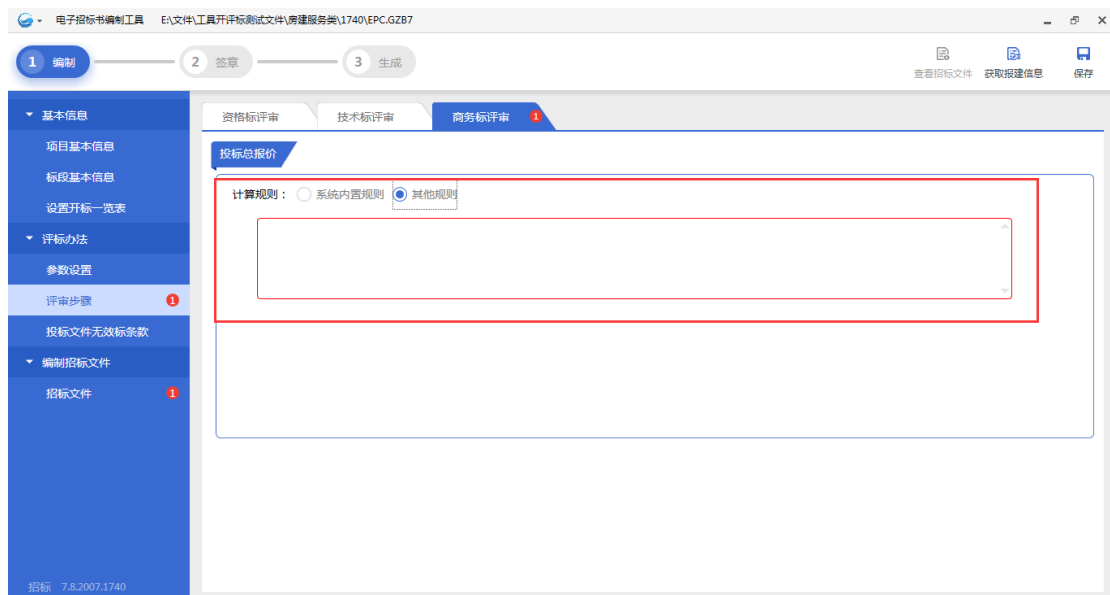 电子招标书编制工具 E:\文件\工具开评标测试文件\房建服务类\1740\EPC.GZB7
1 编制 2 签章 3 生成
查看招标文件 获取报建信息 保存
基本信息
项目基本信息
标段基本信息
设置开标一览表
评标办法
参数设置
评审步骤 1
投标文件无效标条款
编制招标文件
招标文件 1
招标 7.8.2007.1740
资格标评审 技术标评审 商务标评审 1
投标总报价
计算规则： 系统内置规则 其他规则